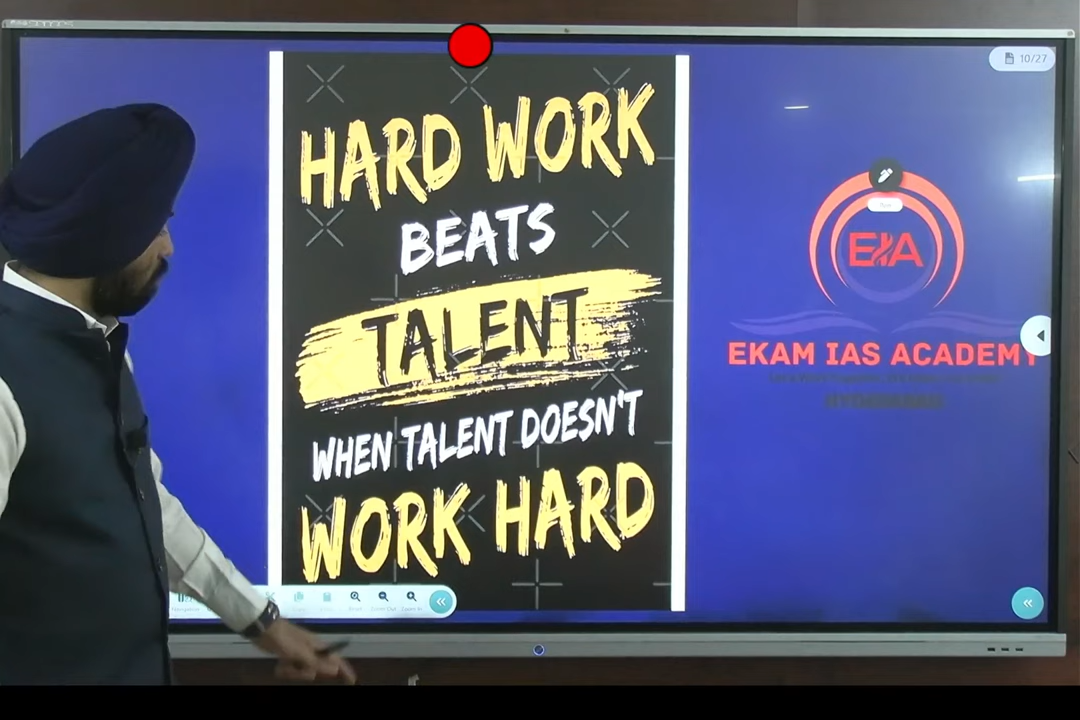 10/27
HARD WORK
BEATS
TALENT
WHEN TALENT DOESN'T
WORK HARD
EIA
EKAM IAS ACADEMY